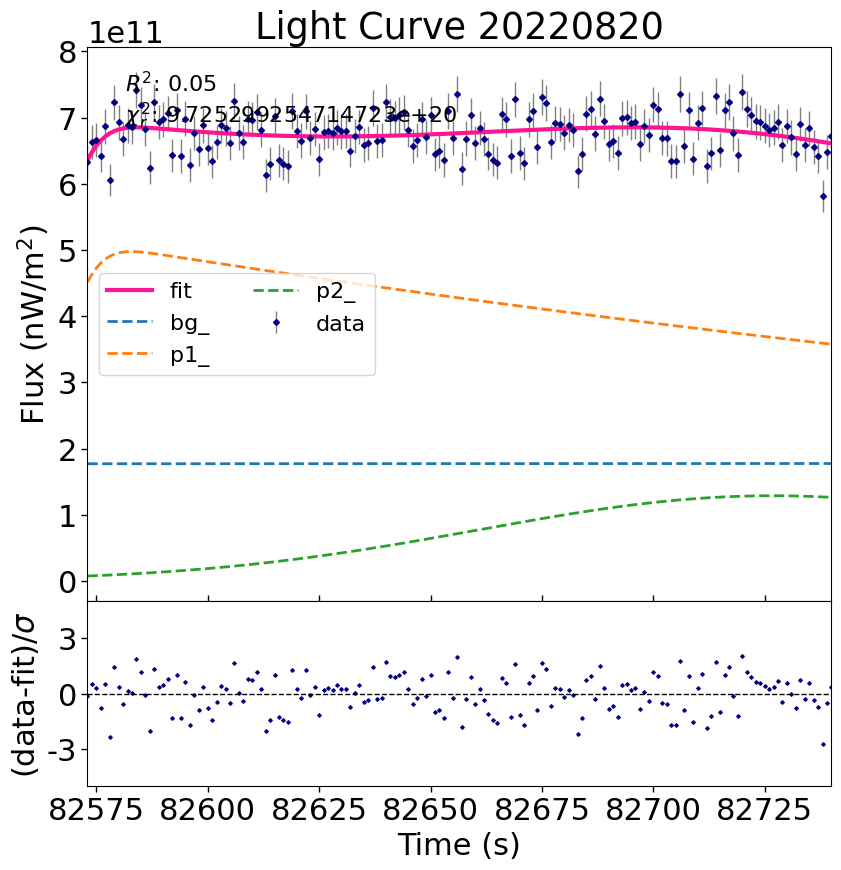 Light Curve 20220820
1e11
8
R²: 0.05
χ²ᵣ: 9.725299254714723e+20
7
6
5
4
3
2
1
0
Flux (nW/m²)
fit
bg_
p1_
p2_
data
(data-fit)/σ
3
0
-3
82575 82600 82625 82650 82675 82700 82725
Time (s)